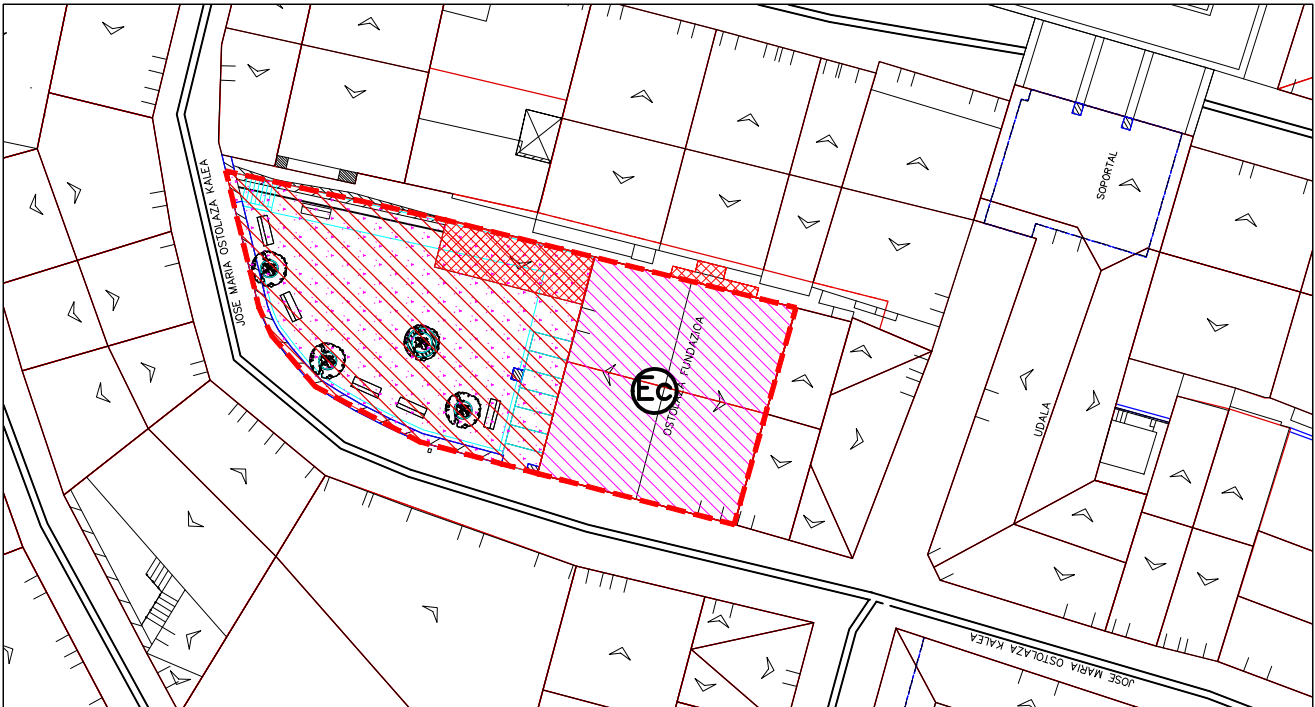 JOSE MARIA OSTOLAZA KALEA
SOPORTAL
OSTOLAZA FUNDAZIOA
Ec
UDALA
JOSE MARIA OSTOLAZA KALEA